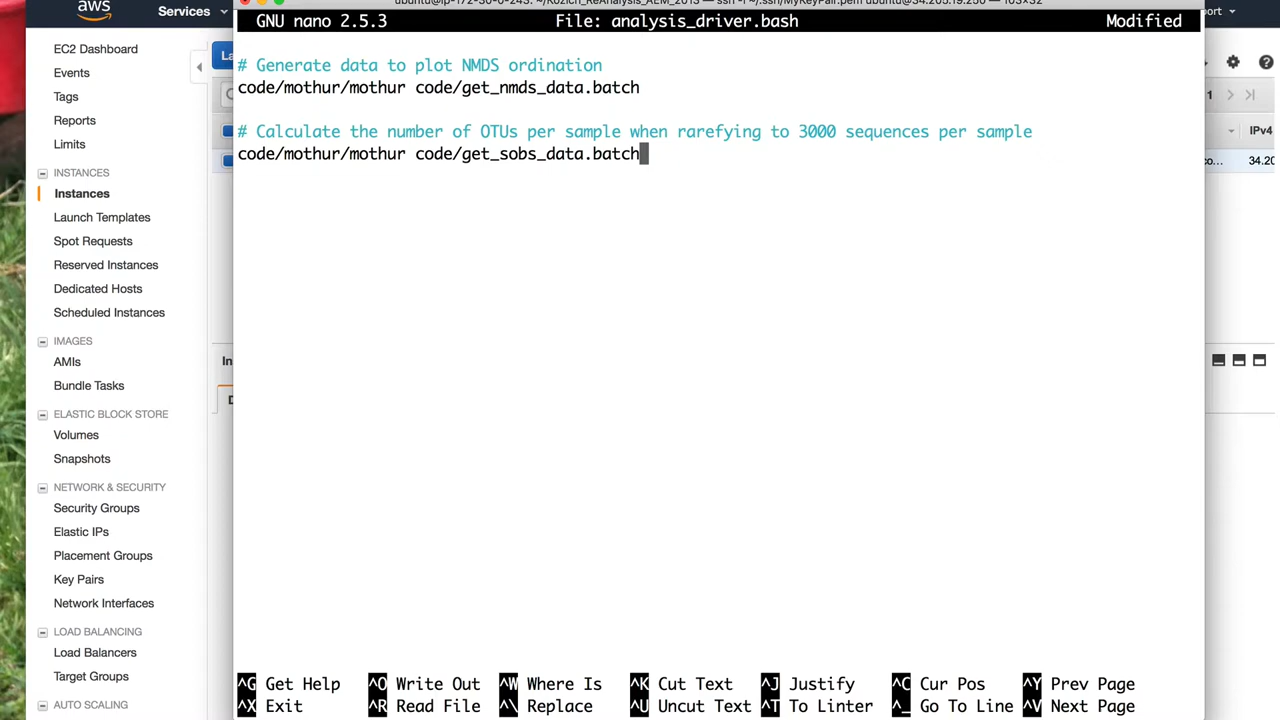 aws
Services
EC2 Dashboard
Events
Tags
Reports
Limits
INSTANCES
Instances
Launch Templates
Spot Requests
Reserved Instances
Dedicated Hosts
Scheduled Instances
IMAGES
AMIs
Bundle Tasks
ELASTIC BLOCK STORE
Volumes
Snapshots
NETWORK & SECURITY
Security Groups
Elastic IPs
Placement Groups
Key Pairs
Network Interfaces
LOAD BALANCING
Load Balancers
Target Groups
AUTO SCALING
GNU nano 2.5.3 File: analysis_driver.bash Modified
# Generate data to plot NMDS ordination
code/mothur/mothur code/get_nmds_data.batch
# Calculate the number of OTUs per sample when rarefying to 3000 sequences per sample
code/mothur/mothur code/get_sobs_data.batch
^G Get Help ^O Write Out ^W Where Is ^K Cut Text ^J Justify ^C Cur Pos ^Y Prev Page
^X Exit ^R Read File ^\ Replace ^U Uncut Text ^T To Linter ^_ Go To Line ^V Next Page
port
1
IPv4
co... 34.20